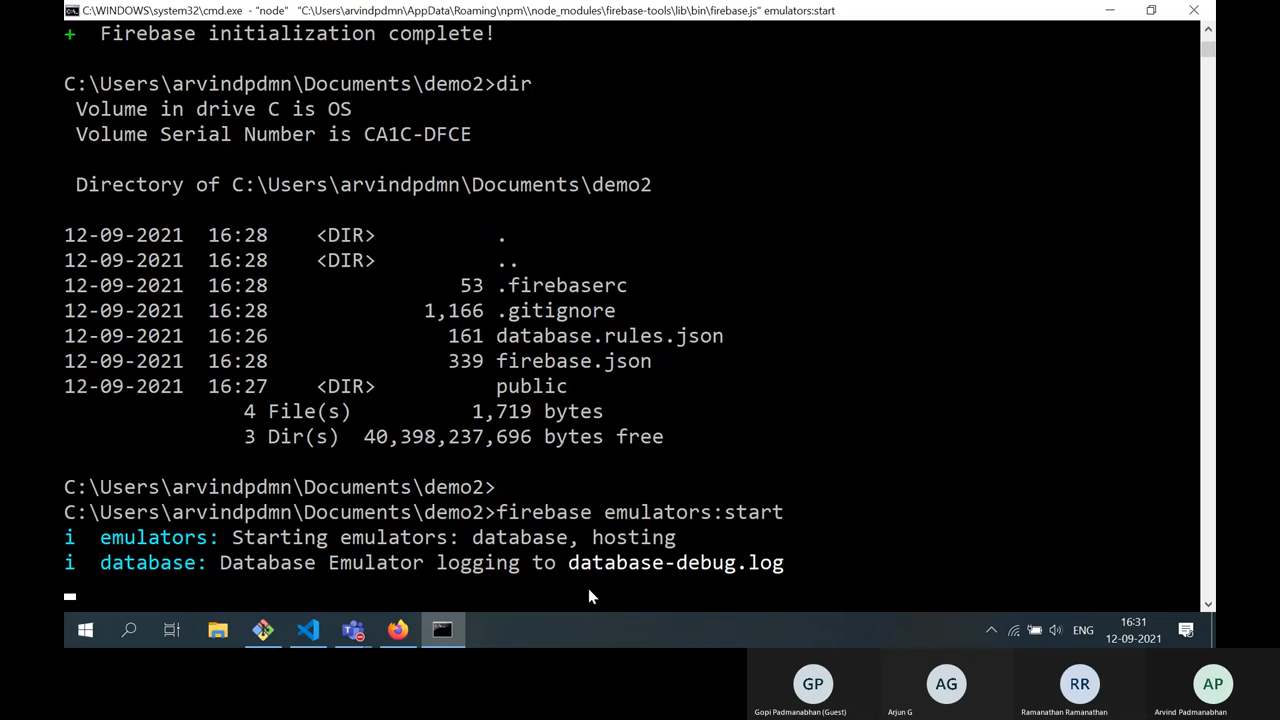 C:\WINDOWS\system32\cmd.exe - "node" "C:\Users\arvindpdmn\AppData\Roaming\npm\\node_modules\firebase-tools\lib\bin\firebase.js" emulators:start
+ Firebase initialization complete!
C:\Users\arvindpdmn\Documents\demo2>dir
Volume in drive C is OS
Volume Serial Number is CA1C-DFCE
Directory of C:\Users\arvindpdmn\Documents\demo2
12-09-2021 16:28 <DIR> .
12-09-2021 16:28 <DIR> ..
12-09-2021 16:28 53 .firebaserc
12-09-2021 16:28 1,166 .gitignore
12-09-2021 16:26 161 database.rules.json
12-09-2021 16:28 339 firebase.json
12-09-2021 16:27 <DIR> public
4 File(s) 1,719 bytes
3 Dir(s) 40,398,237,696 bytes free
C:\Users\arvindpdmn\Documents\demo2>
C:\Users\arvindpdmn\Documents\demo2>firebase emulators:start
i emulators: Starting emulators: database, hosting
i database: Database Emulator logging to database-debug.log
ENG
16:31
12-09-2021
GP
AG
RR
AP
Gopi Padmanabhan (Guest)
Arjun G
Ramanathan Ramanathan
Arvind Padmanabhan